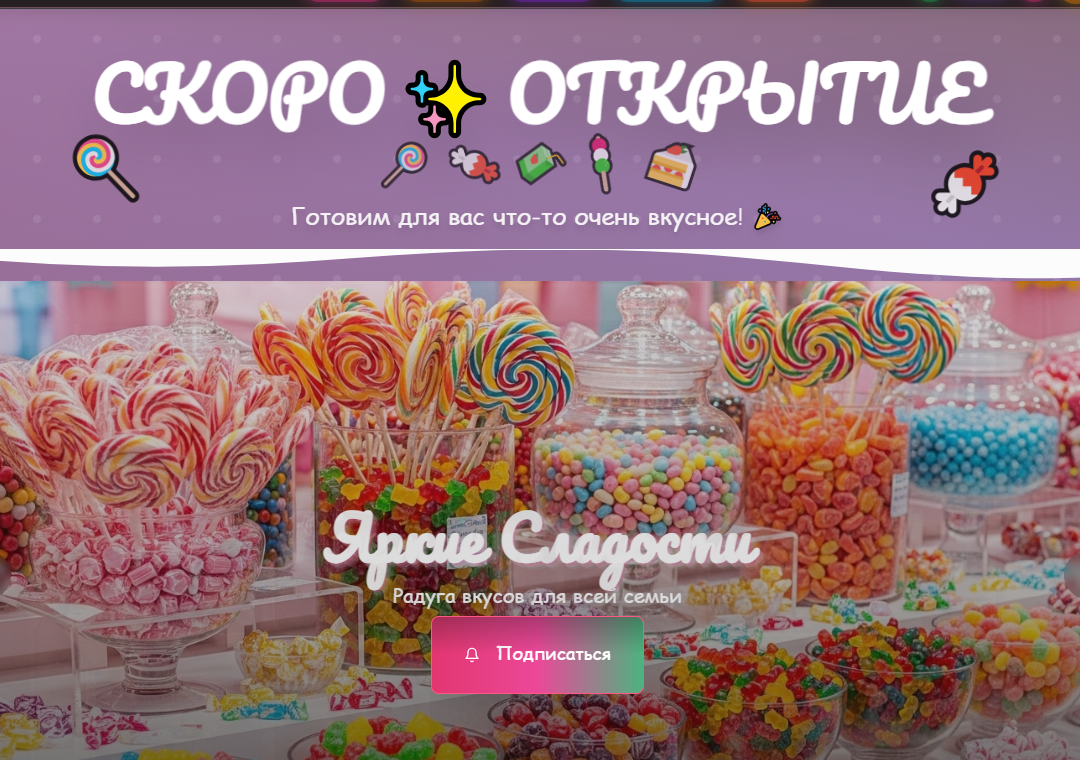 СКОРО ✨ ОТКРЫТИЕ
Готовим для вас что-то очень вкусное! 🎉
Яркие Сладости
Радуга вкусов для всей семьи
Подписаться